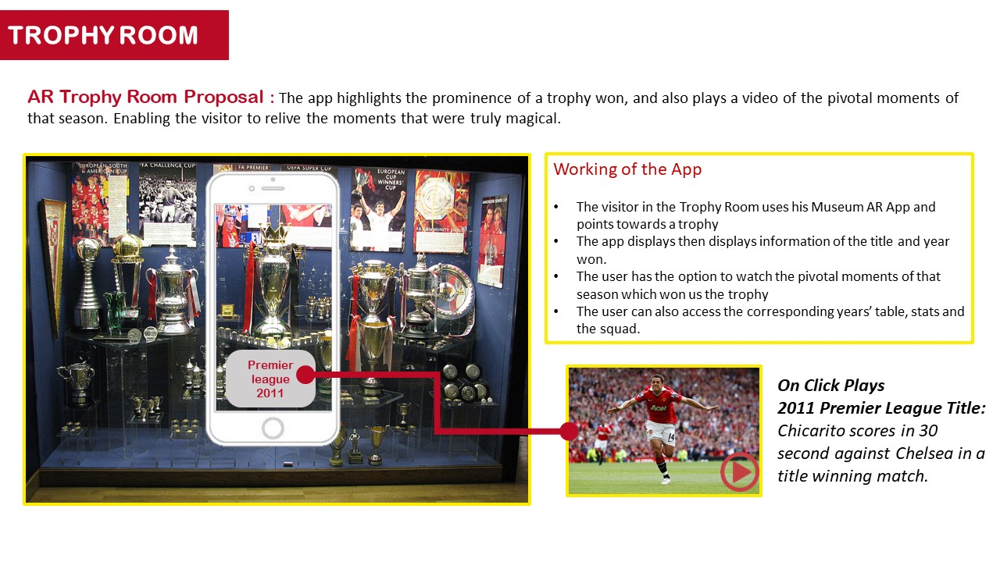 TROPHY ROOM
AR Trophy Room Proposal : The app highlights the prominence of a trophy won, and also plays a video of the pivotal moments of
that season. Enabling the visitor to relive the moments that were truly magical.
EUROPEAN-SOUTH
AMERICAN CUP
FA CHALLENGE CUP
FA PREMIER
UEFA SUPER CUP
EUROPEAN
CUP
WINNERS'
CUP
FA COMMUNITY SHIELD
Premier
league
2011
Working of the App
• The visitor in the Trophy Room uses his Museum AR App and
points towards a trophy
• The app displays then displays information of the title and year
won.
• The user has the option to watch the pivotal moments of that
season which won us the trophy
• The user can also access the corresponding years’ table, stats and
the squad.
AON
14
On Click Plays
2011 Premier League Title:
Chicarito scores in 30
second against Chelsea in a
title winning match.